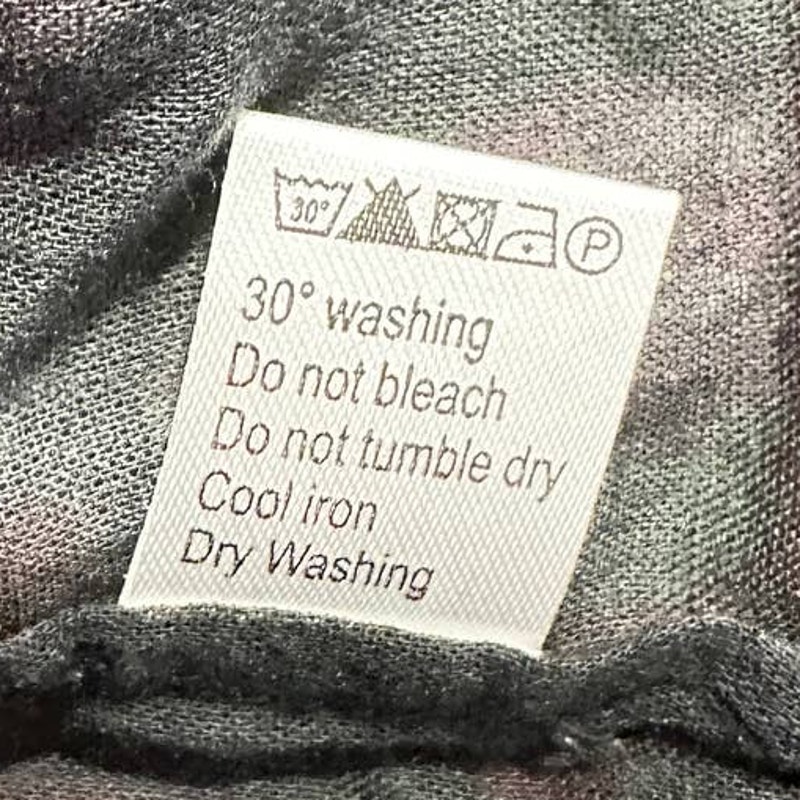 30° P
30° washing
Do not bleach
Do not tumble dry
Cool iron
Dry Washing